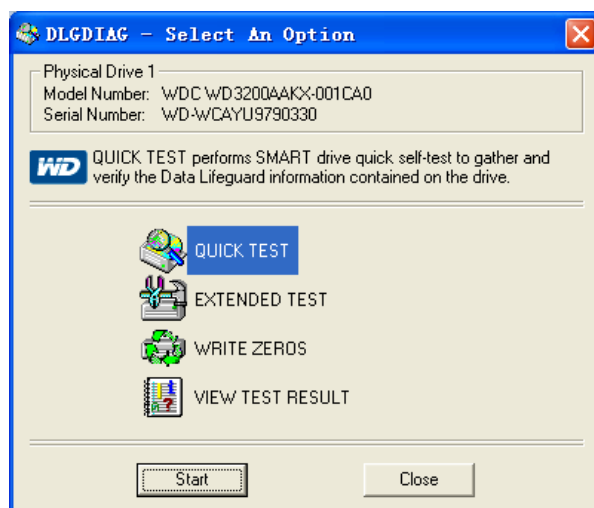 DLGDIAG - Select An Option
Physical Drive 1
Model Number: WDC WD3200AAKX-001CA0
Serial Number: WD-WCAYU9790330
WD
QUICK TEST performs SMART drive quick self-test to gather and
verify the Data Lifeguard information contained on the drive.
QUICK TEST
EXTENDED TEST
WRITE ZEROS
VIEW TEST RESULT
Start
Close